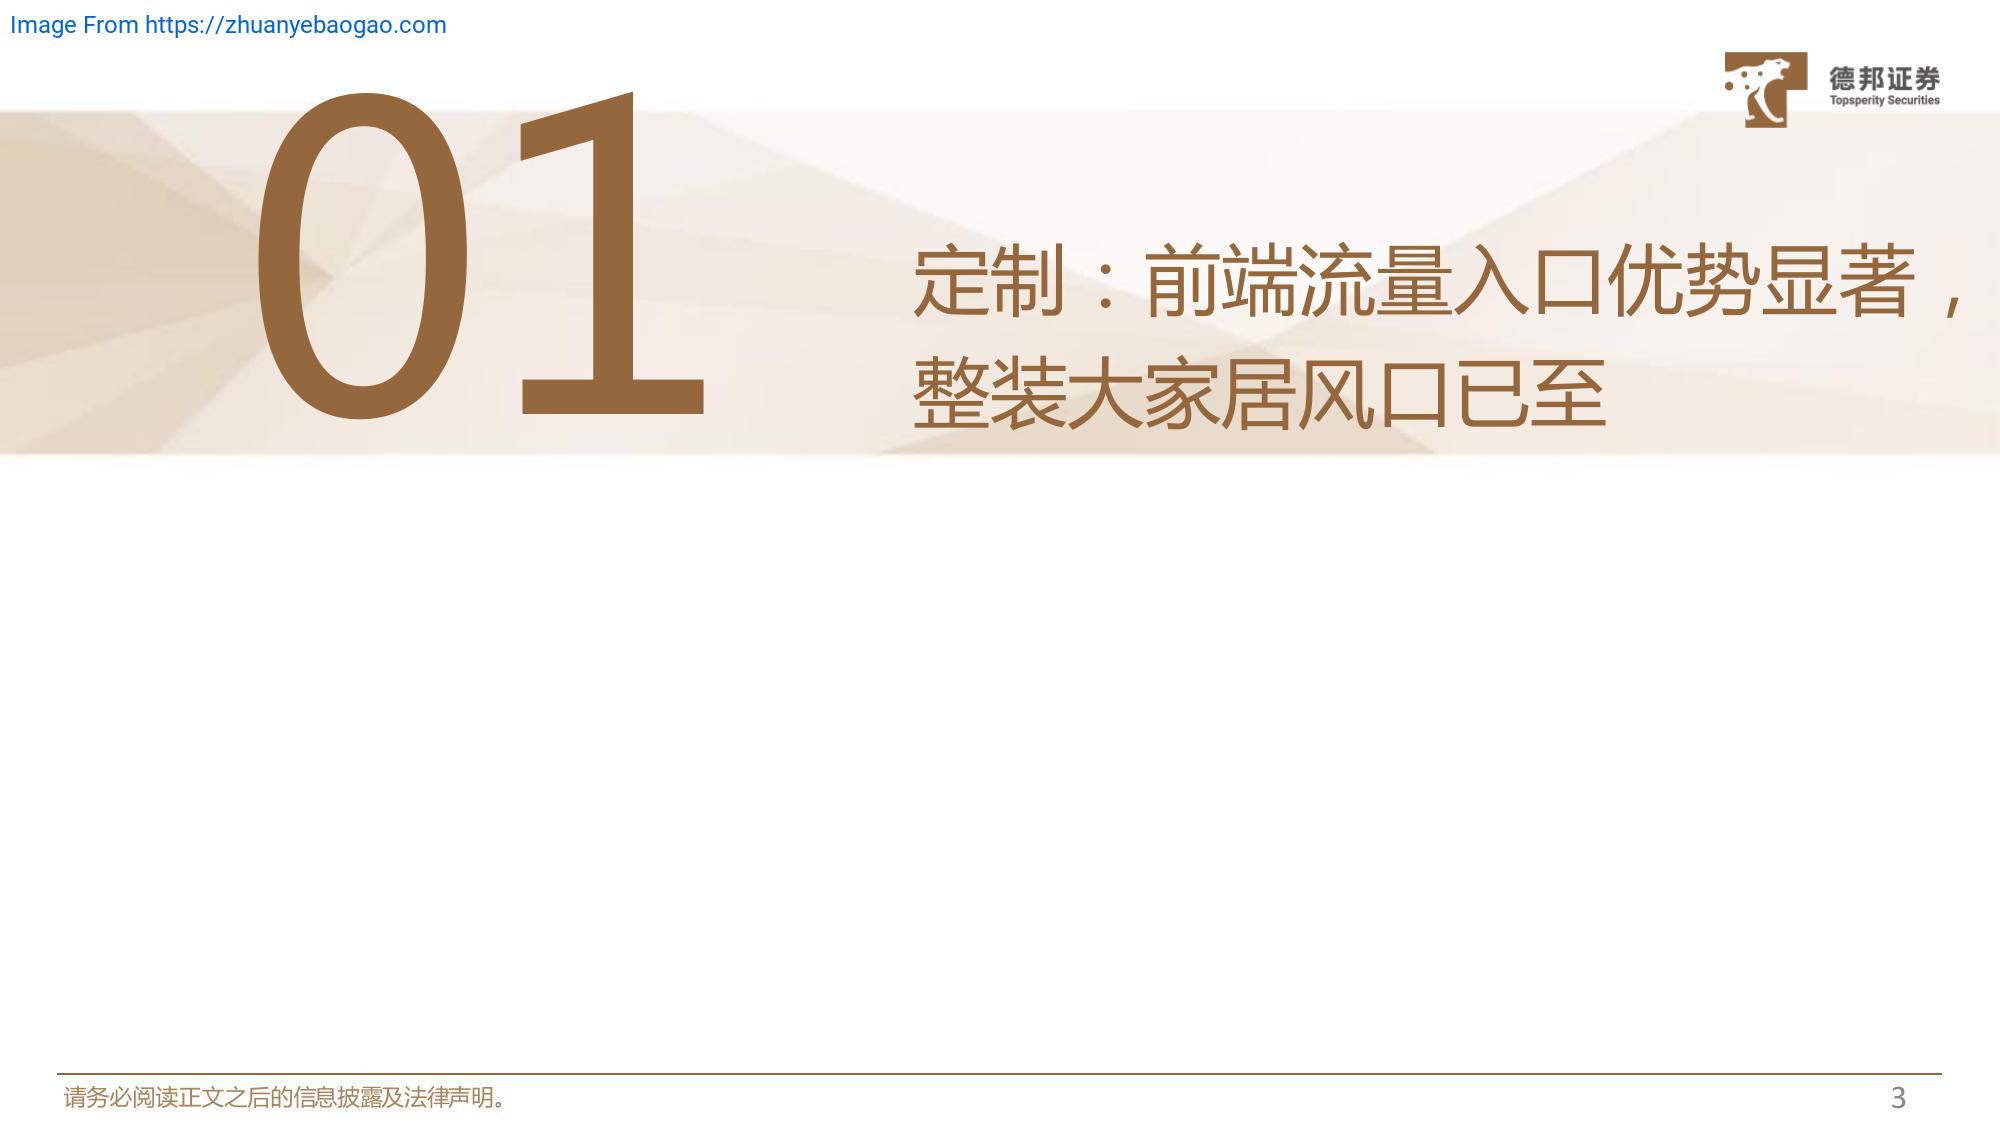 Image From https://zhuanyebaogao.com
德邦证券
Topsperity Securities
01
定制：前端流量入口优势显著，
整装大家居风口已至
请务必阅读正文之后的信息披露及法律声明。
3